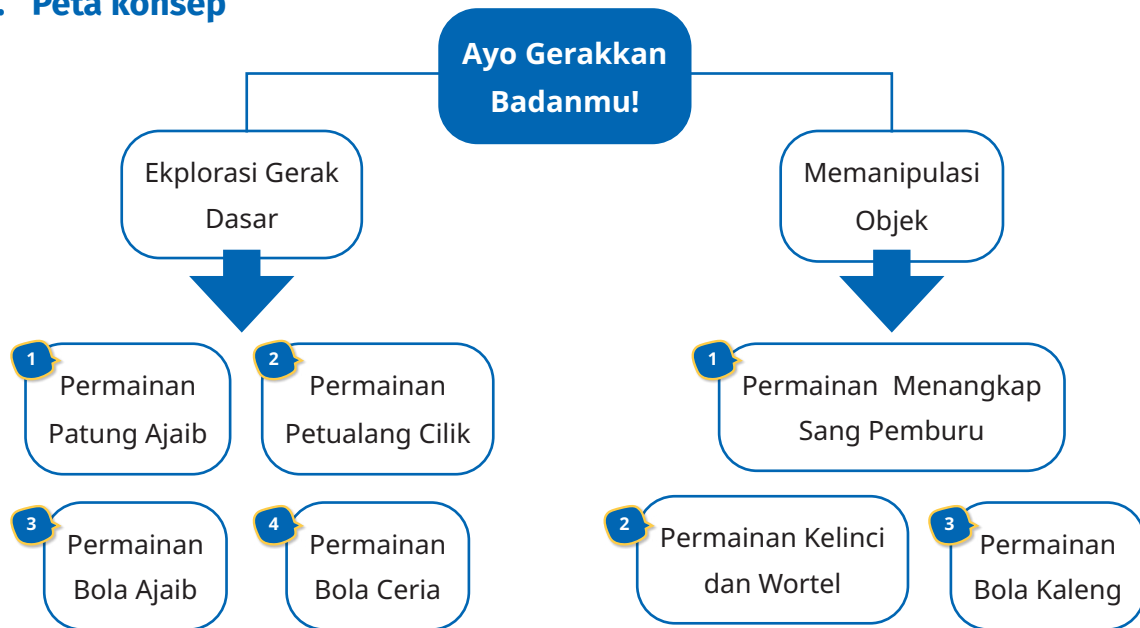 . Peta konsep
Ayo Gerakkan
Badanmu!
Ekplorasi Gerak
Dasar
Memanipulasi
Objek
1
Permainan
Patung Ajaib
2
Permainan
Petualang Cilik
3
Permainan
Bola Ajaib
4
Permainan
Bola Ceria
1
Permainan Menangkap
Sang Pemburu
2
Permainan Kelinci
dan Wortel
3
Permainan
Bola Kaleng